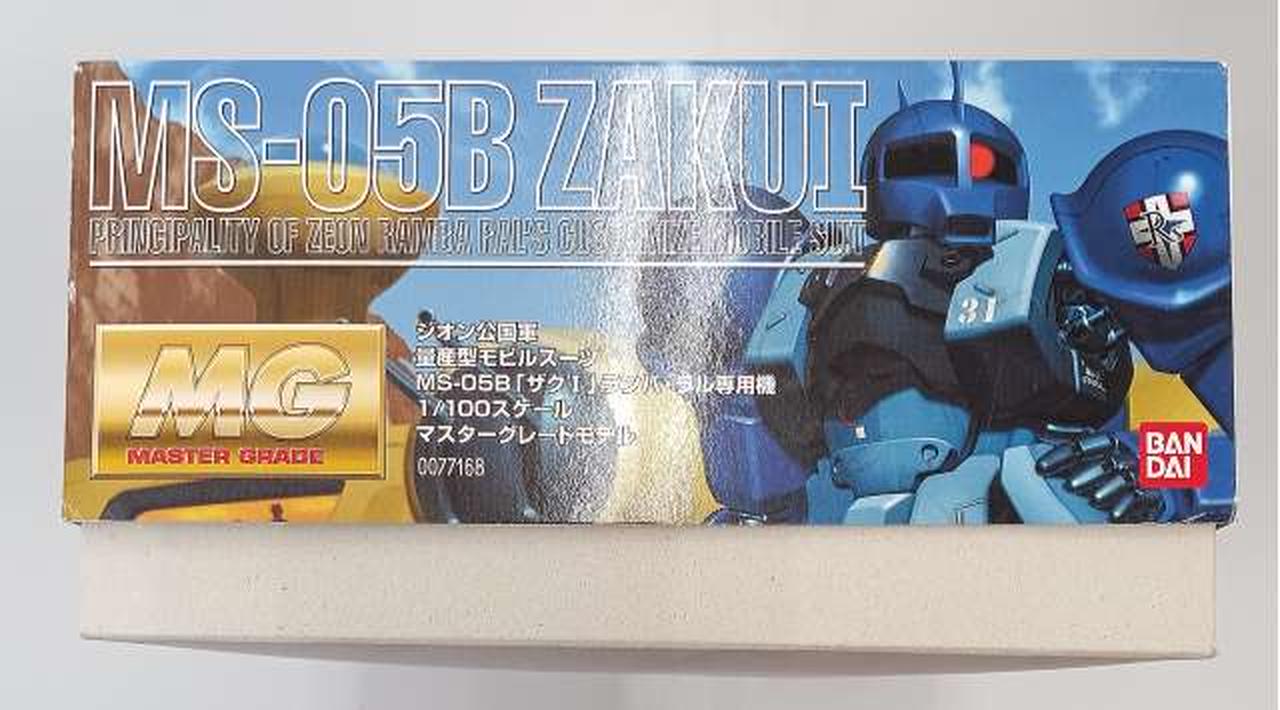 MS-05B ZAKUI
PRINCIPALITY OF ZEON RAMBA RAL'S CUSTOMIZE MOBILE SUIT
ジオン公国軍
量産型モビルスーツ
MS-05B「ザクⅠ」ランバ・ラル専用機
1/100スケール
マスターグレードモデル
0077168
MG
MASTER GRADE
31
BAN
DAI